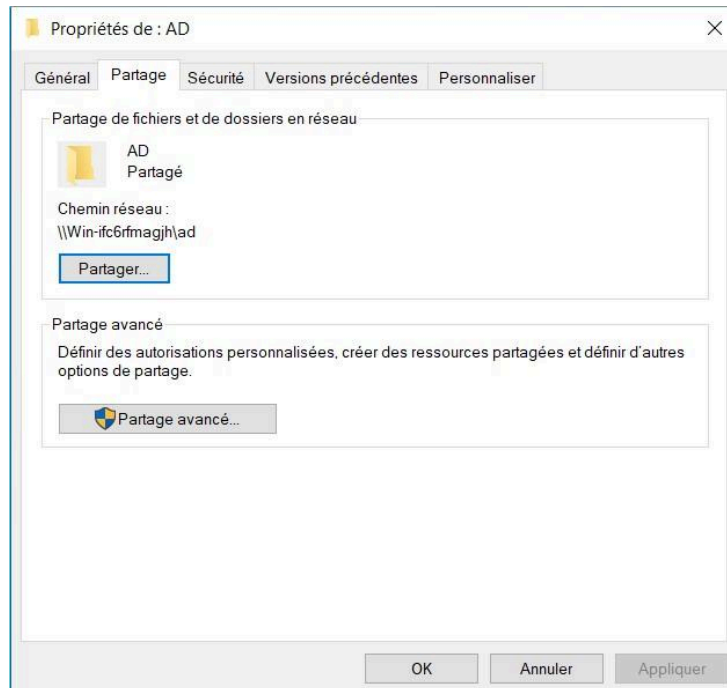 Propriétés de : AD
Général Partage Sécurité Versions précédentes Personnaliser
Partage de fichiers et de dossiers en réseau
AD
Partagé
Chemin réseau :
\\Win-ifc6rfmagjh\ad
Partager...
Partage avancé
Définir des autorisations personnalisées, créer des ressources partagées et définir d'autres
options de partage.
Partage avancé...
OK Annuler Appliquer